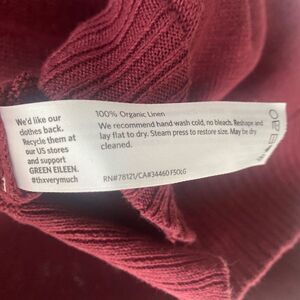 We'd like our
clothes back.
Recycle them at
our US stores
and support
GREEN EILEEN.
#thxverymuch
100% Organic Linen
We recommend hand wash cold, no bleach. Reshape and
lay flat to dry. Steam press to restore size. May be dry
cleaned.
RN#78121/CA#34460 F5OLG